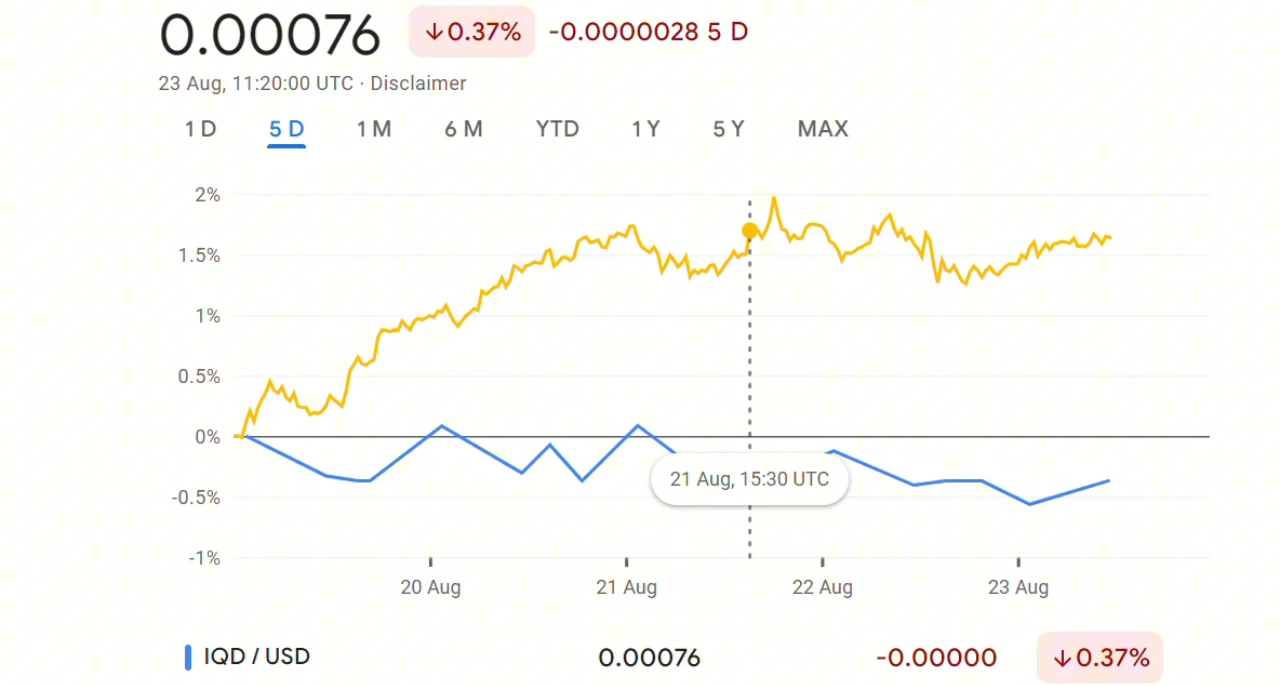 0.00076 ↓0.37% -0.0000028 5 D
23 Aug, 11:20:00 UTC · Disclaimer
1 D 5 D 1 M 6 M YTD 1 Y 5 Y MAX
2%
1.5%
1%
0.5%
0%
21 Aug, 15:30 UTC
-0.5%
-1%
20 Aug 21 Aug 22 Aug 23 Aug
IQD / USD 0.00076 -0.00000 ↓0.37%